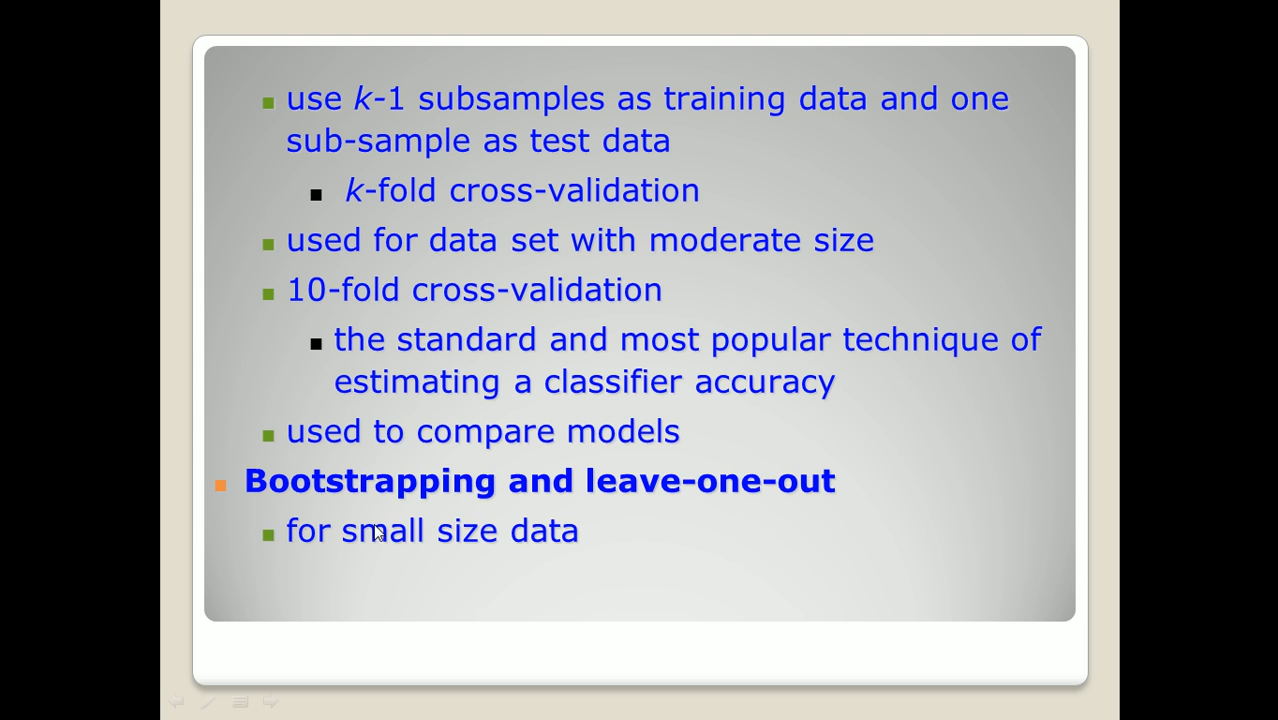 use k-1 subsamples as training data and one
sub-sample as test data
k-fold cross-validation
used for data set with moderate size
10-fold cross-validation
the standard and most popular technique of
estimating a classifier accuracy
used to compare models
Bootstrapping and leave-one-out
for small size data